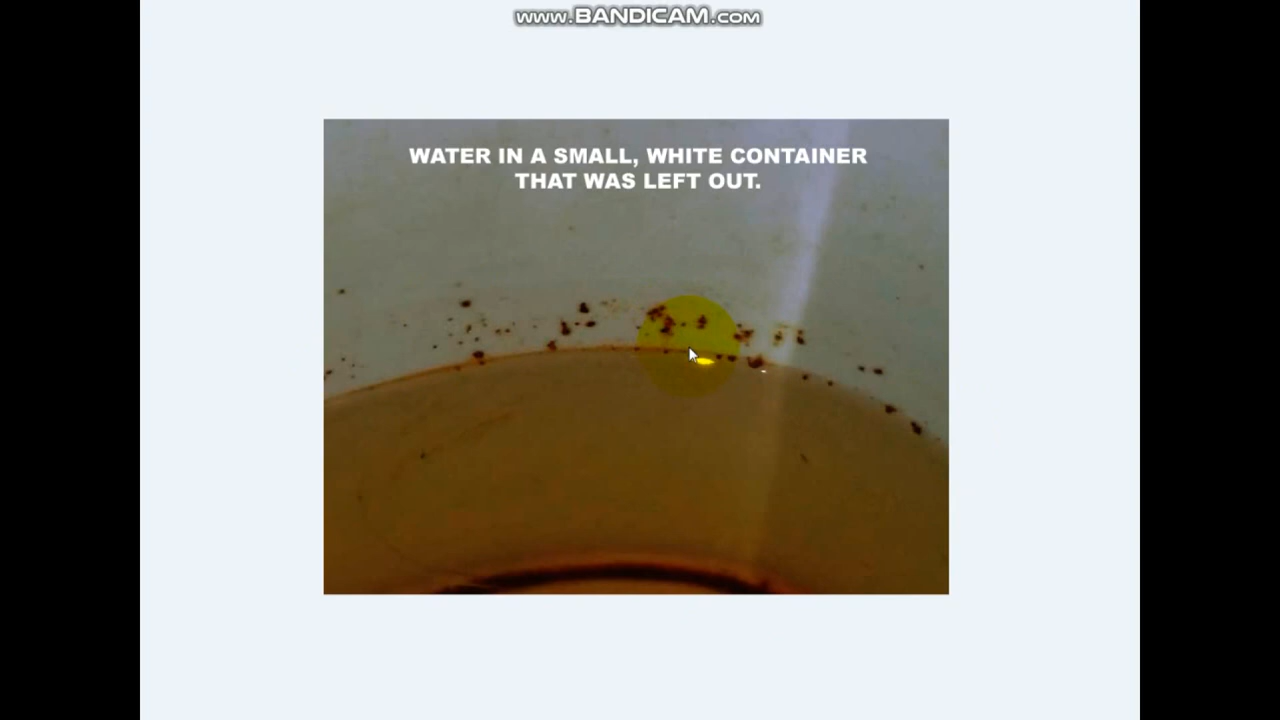 www.BANDICAM.com
WATER IN A SMALL, WHITE CONTAINER
THAT WAS LEFT OUT.